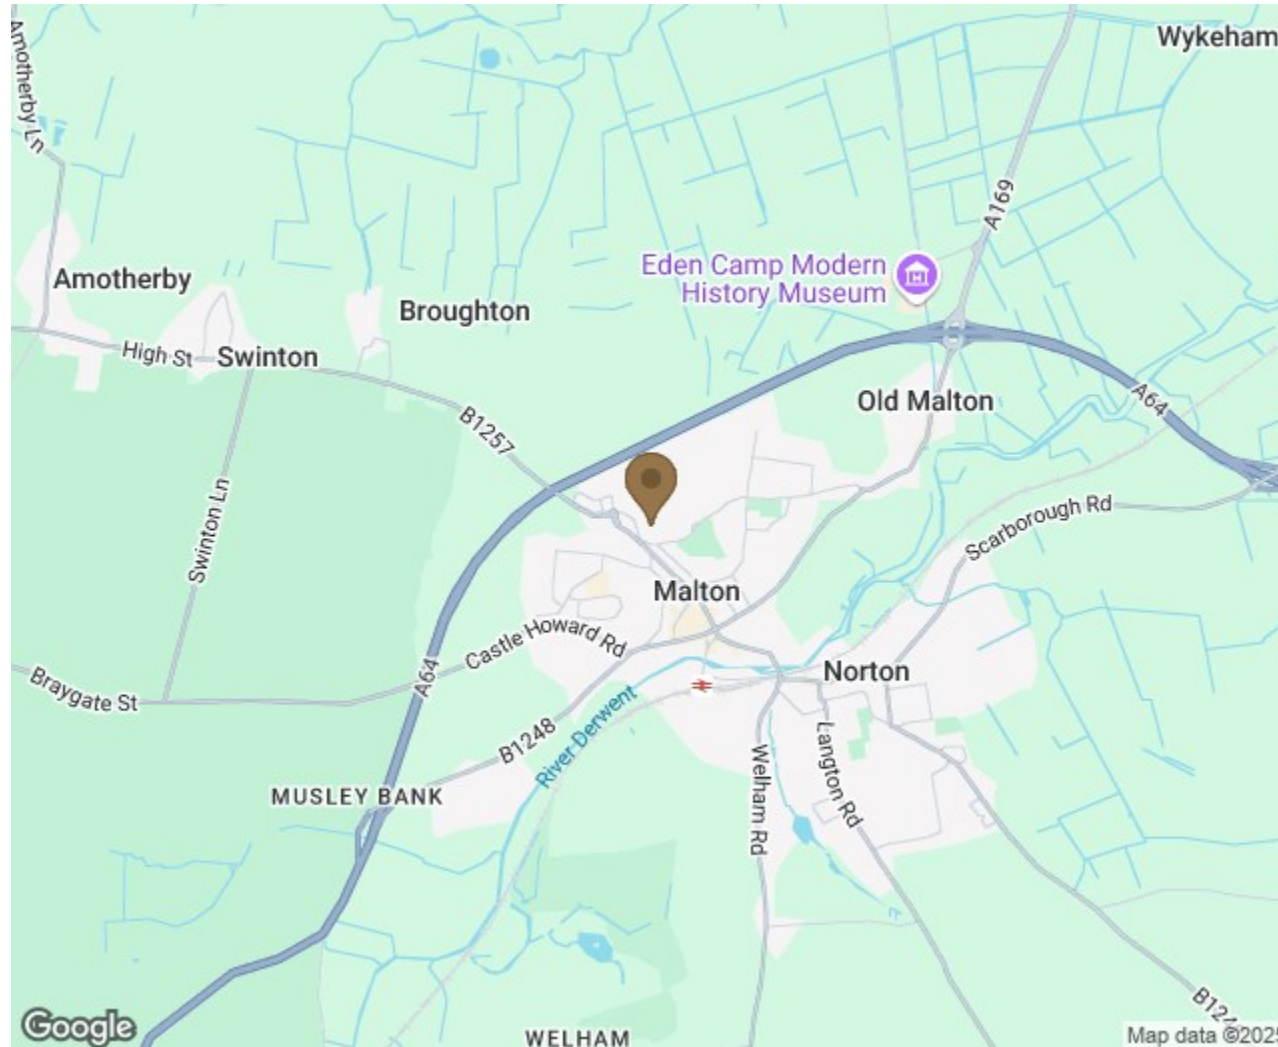 Wykeham
Amotherby Ln
A169
Eden Camp Modern
History Museum
Amotherby
Broughton
High St
Swinton
A64
Old Malton
B1257
Swinton Ln
Scarborough Rd
Malton
Castle Howard Rd
Norton
Braygate St
A64
River Derwent
B1248
Langton Rd
Welham Rd
MUSLEY BANK
Google
WELHAM
Map data ©2025